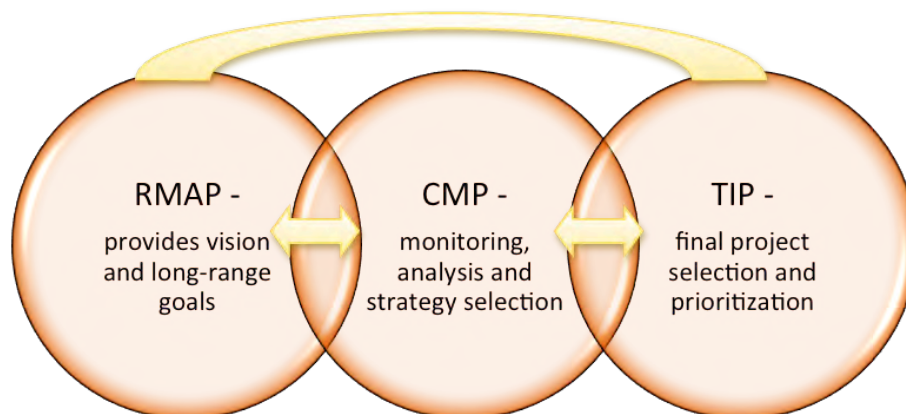 RMAP -
provides vision
and long-range
goals
CMP -
monitoring,
analysis and
strategy selection
TIP -
final project
selection and
prioritization